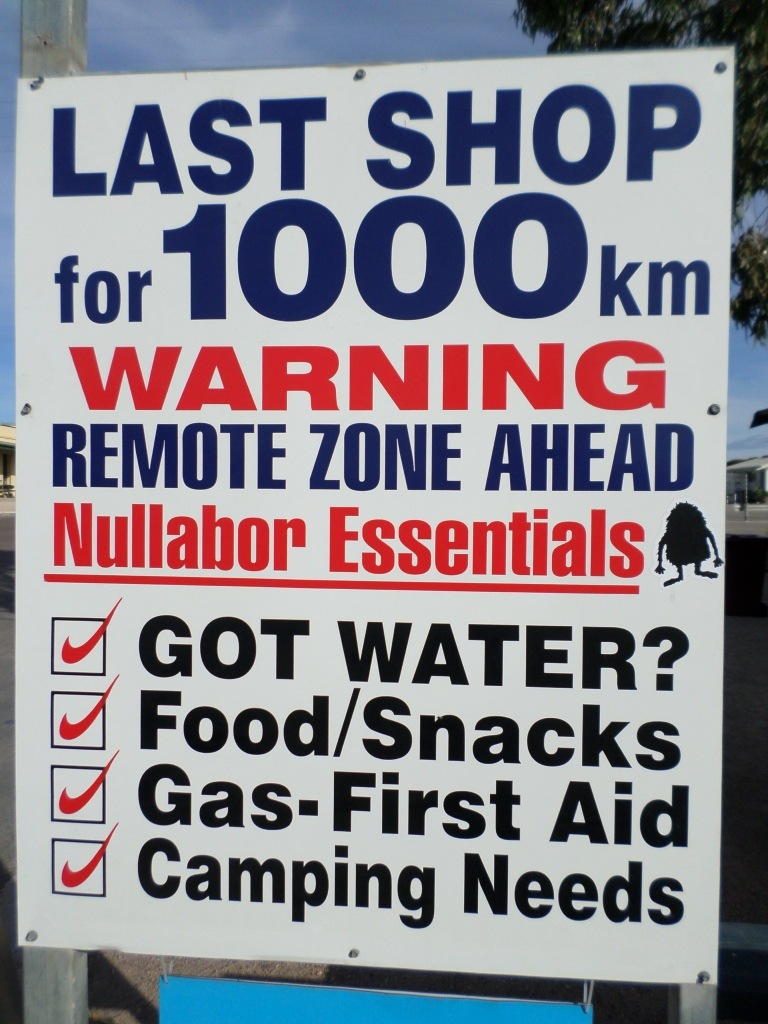 LAST SHOP
for 1000 km
WARNING
REMOTE ZONE AHEAD
Nullabor Essentials
GOT WATER?
Food/Snacks
Gas-First Aid
Camping Needs